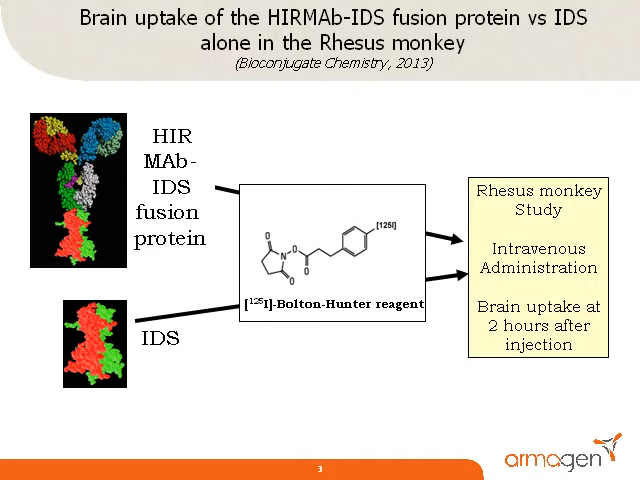 Brain uptake of the HIRMAb-IDS fusion protein vs IDS
alone in the Rhesus monkey
(Bioconjugate Chemistry, 2013)
HIR
MAb-
IDS
fusion
protein
IDS
O
N
O
O
O
[125I]
[¹²⁵I]-Bolton-Hunter reagent
Rhesus monkey
Study
Intravenous
Administration
Brain uptake at
2 hours after
injection
3
armagen